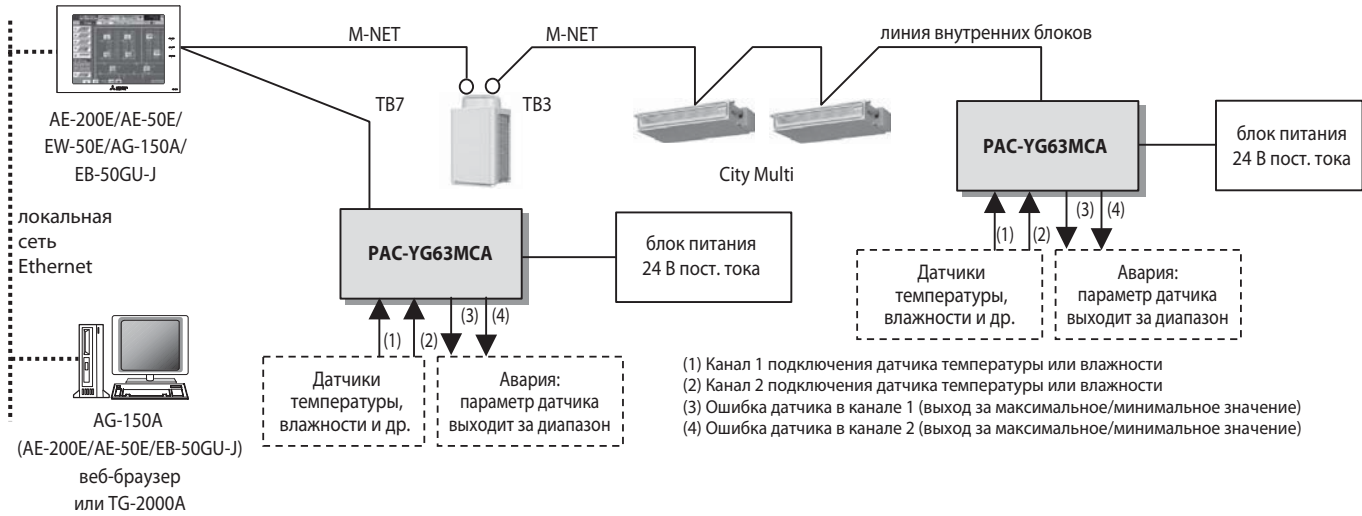 M-NET
M-NET
линия внутренних блоков
TB7
TB3
AE-200E/AE-50E/
EW-50E/AG-150A/
EB-50GU-J
City Multi
PAC-YG63MCA
блок питания
24 В пост. тока
локальная
сеть
Ethernet
PAC-YG63MCA
блок питания
24 В пост. тока
(1)
(2)
(3)
(4)
Датчики
температуры,
влажности и др.
Авария:
параметр датчика
выходит за диапазон
(1)
(2)
(3)
(4)
Датчики
температуры,
влажности и др.
Авария:
параметр датчика
выходит за диапазон
(1) Канал 1 подключения датчика температуры или влажности
(2) Канал 2 подключения датчика температуры или влажности
(3) Ошибка датчика в канале 1 (выход за максимальное/минимальное значение)
(4) Ошибка датчика в канале 2 (выход за максимальное/минимальное значение)
AG-150A
(AE-200E/AE-50E/EB-50GU-J)
веб-браузер
или TG-2000A